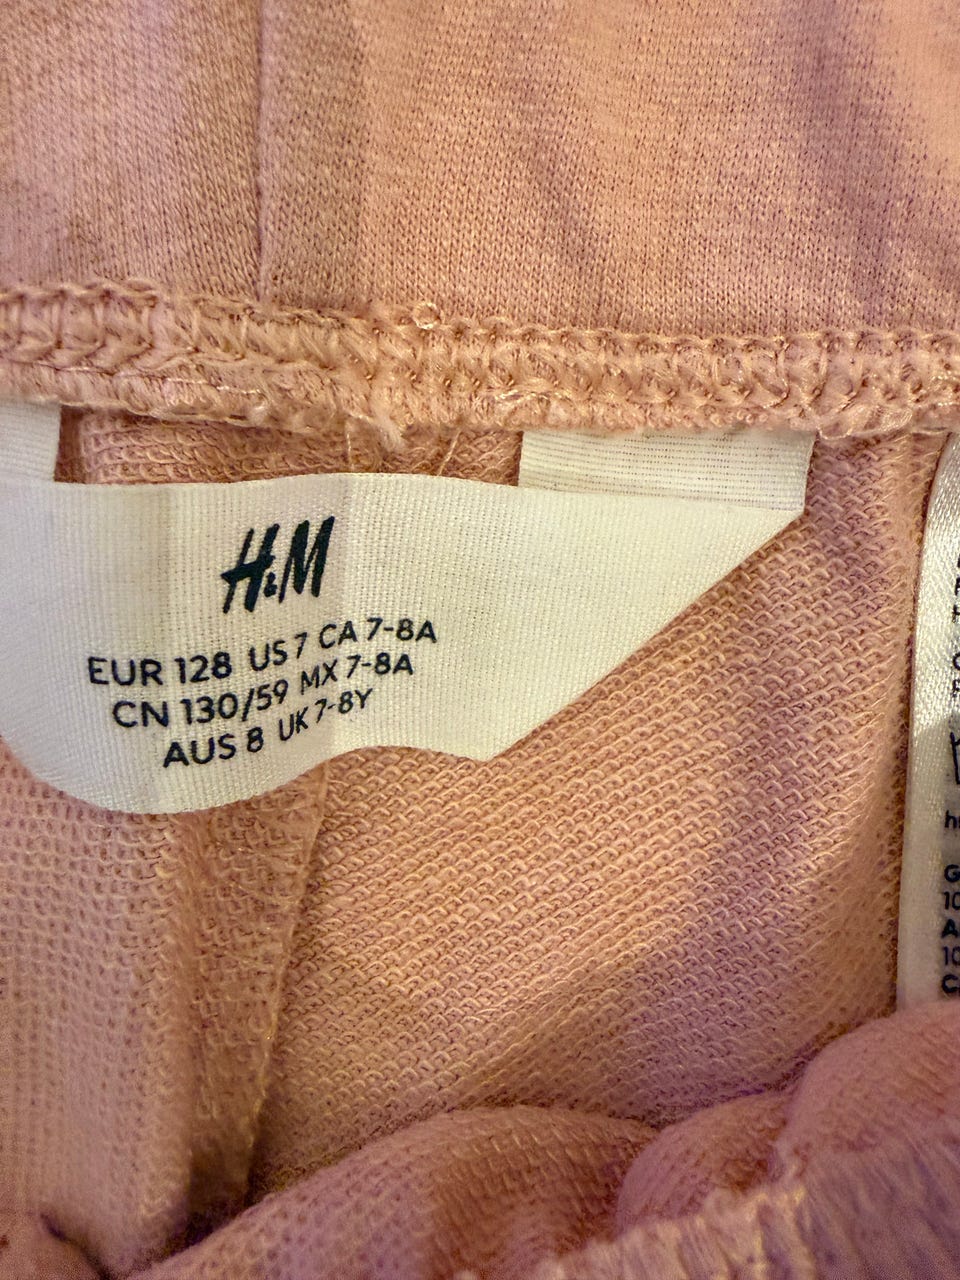 H&M
EUR 128 US 7 CA 7-8A
CN 130/59 MX 7-8A
AUS 8 UK 7-8Y